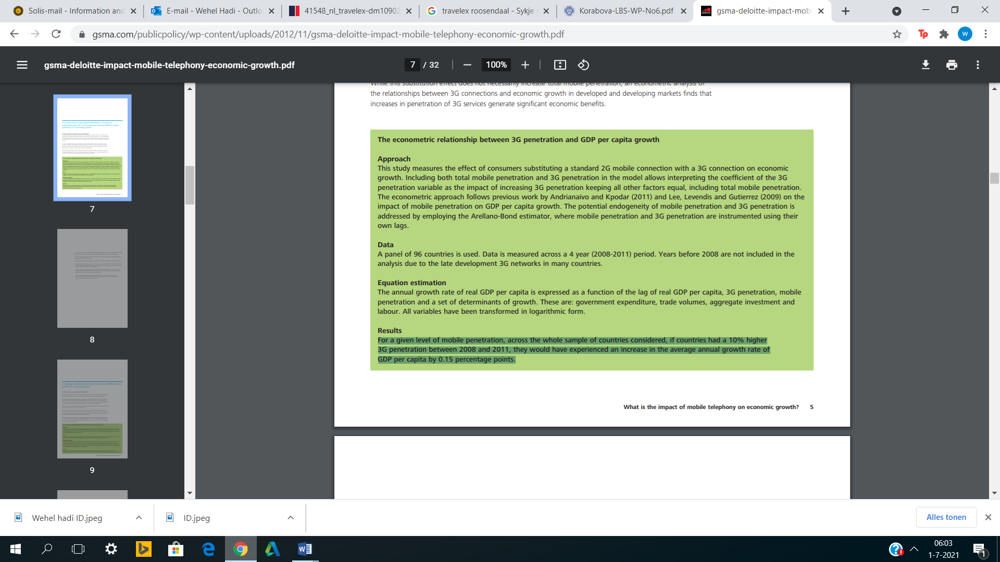 Solis-mail - Information and
E-mail - Wehel Hadi - Outlo
41548_nl_travelex-dm10902
travelex roosendaal - Sykje
Korabova-LBS-WP-No6.pdf
gsma-deloitte-impact-mobi
gsma.com/publicpolicy/wp-content/uploads/2012/11/gsma-deloitte-impact-mobile-telephony-economic-growth.pdf
W
gsma-deloitte-impact-mobile-telephony-economic-growth.pdf
7 / 32
100%
7
8
9
While this substitution effect does not necessarily increase total mobile penetration, an econometric analysis of
the relationships between 3G connections and economic growth in developed and developing markets finds that
increases in penetration of 3G services generate significant economic benefits.
The econometric relationship between 3G penetration and GDP per capita growth
Approach
This study measures the effect of consumers substituting a standard 2G mobile connection with a 3G connection on economic
growth. Including both total mobile penetration and 3G penetration in the model allows interpreting the coefficient of the 3G
penetration variable as the impact of increasing 3G penetration keeping all other factors equal, including total mobile penetration.
The econometric approach follows previous work by Andrianaivo and Kpodar (2011) and Lee, Levendis and Gutierrez (2009) on the
impact of mobile penetration on GDP per capita growth. The potential endogeneity of mobile penetration and 3G penetration is
addressed by employing the Arellano-Bond estimator, where mobile penetration and 3G penetration are instrumented using their
own lags.
Data
A panel of 96 countries is used. Data is measured across a 4 year (2008-2011) period. Years before 2008 are not included in the
analysis due to the late development 3G networks in many countries.
Equation estimation
The annual growth rate of real GDP per capita is expressed as a function of the lag of real GDP per capita, 3G penetration, mobile
penetration and a set of determinants of growth. These are: government expenditure, trade volumes, aggregate investment and
labour. All variables have been transformed in logarithmic form.
Results
For a given level of mobile penetration, across the whole sample of countries considered, if countries had a 10% higher
3G penetration between 2008 and 2011, they would have experienced an increase in the average annual growth rate of
GDP per capita by 0.15 percentage points.
What is the impact of mobile telephony on economic growth? 5
Wehel hadi ID.jpeg
ID.jpeg
Alles tonen
06:03
1-7-2021
1